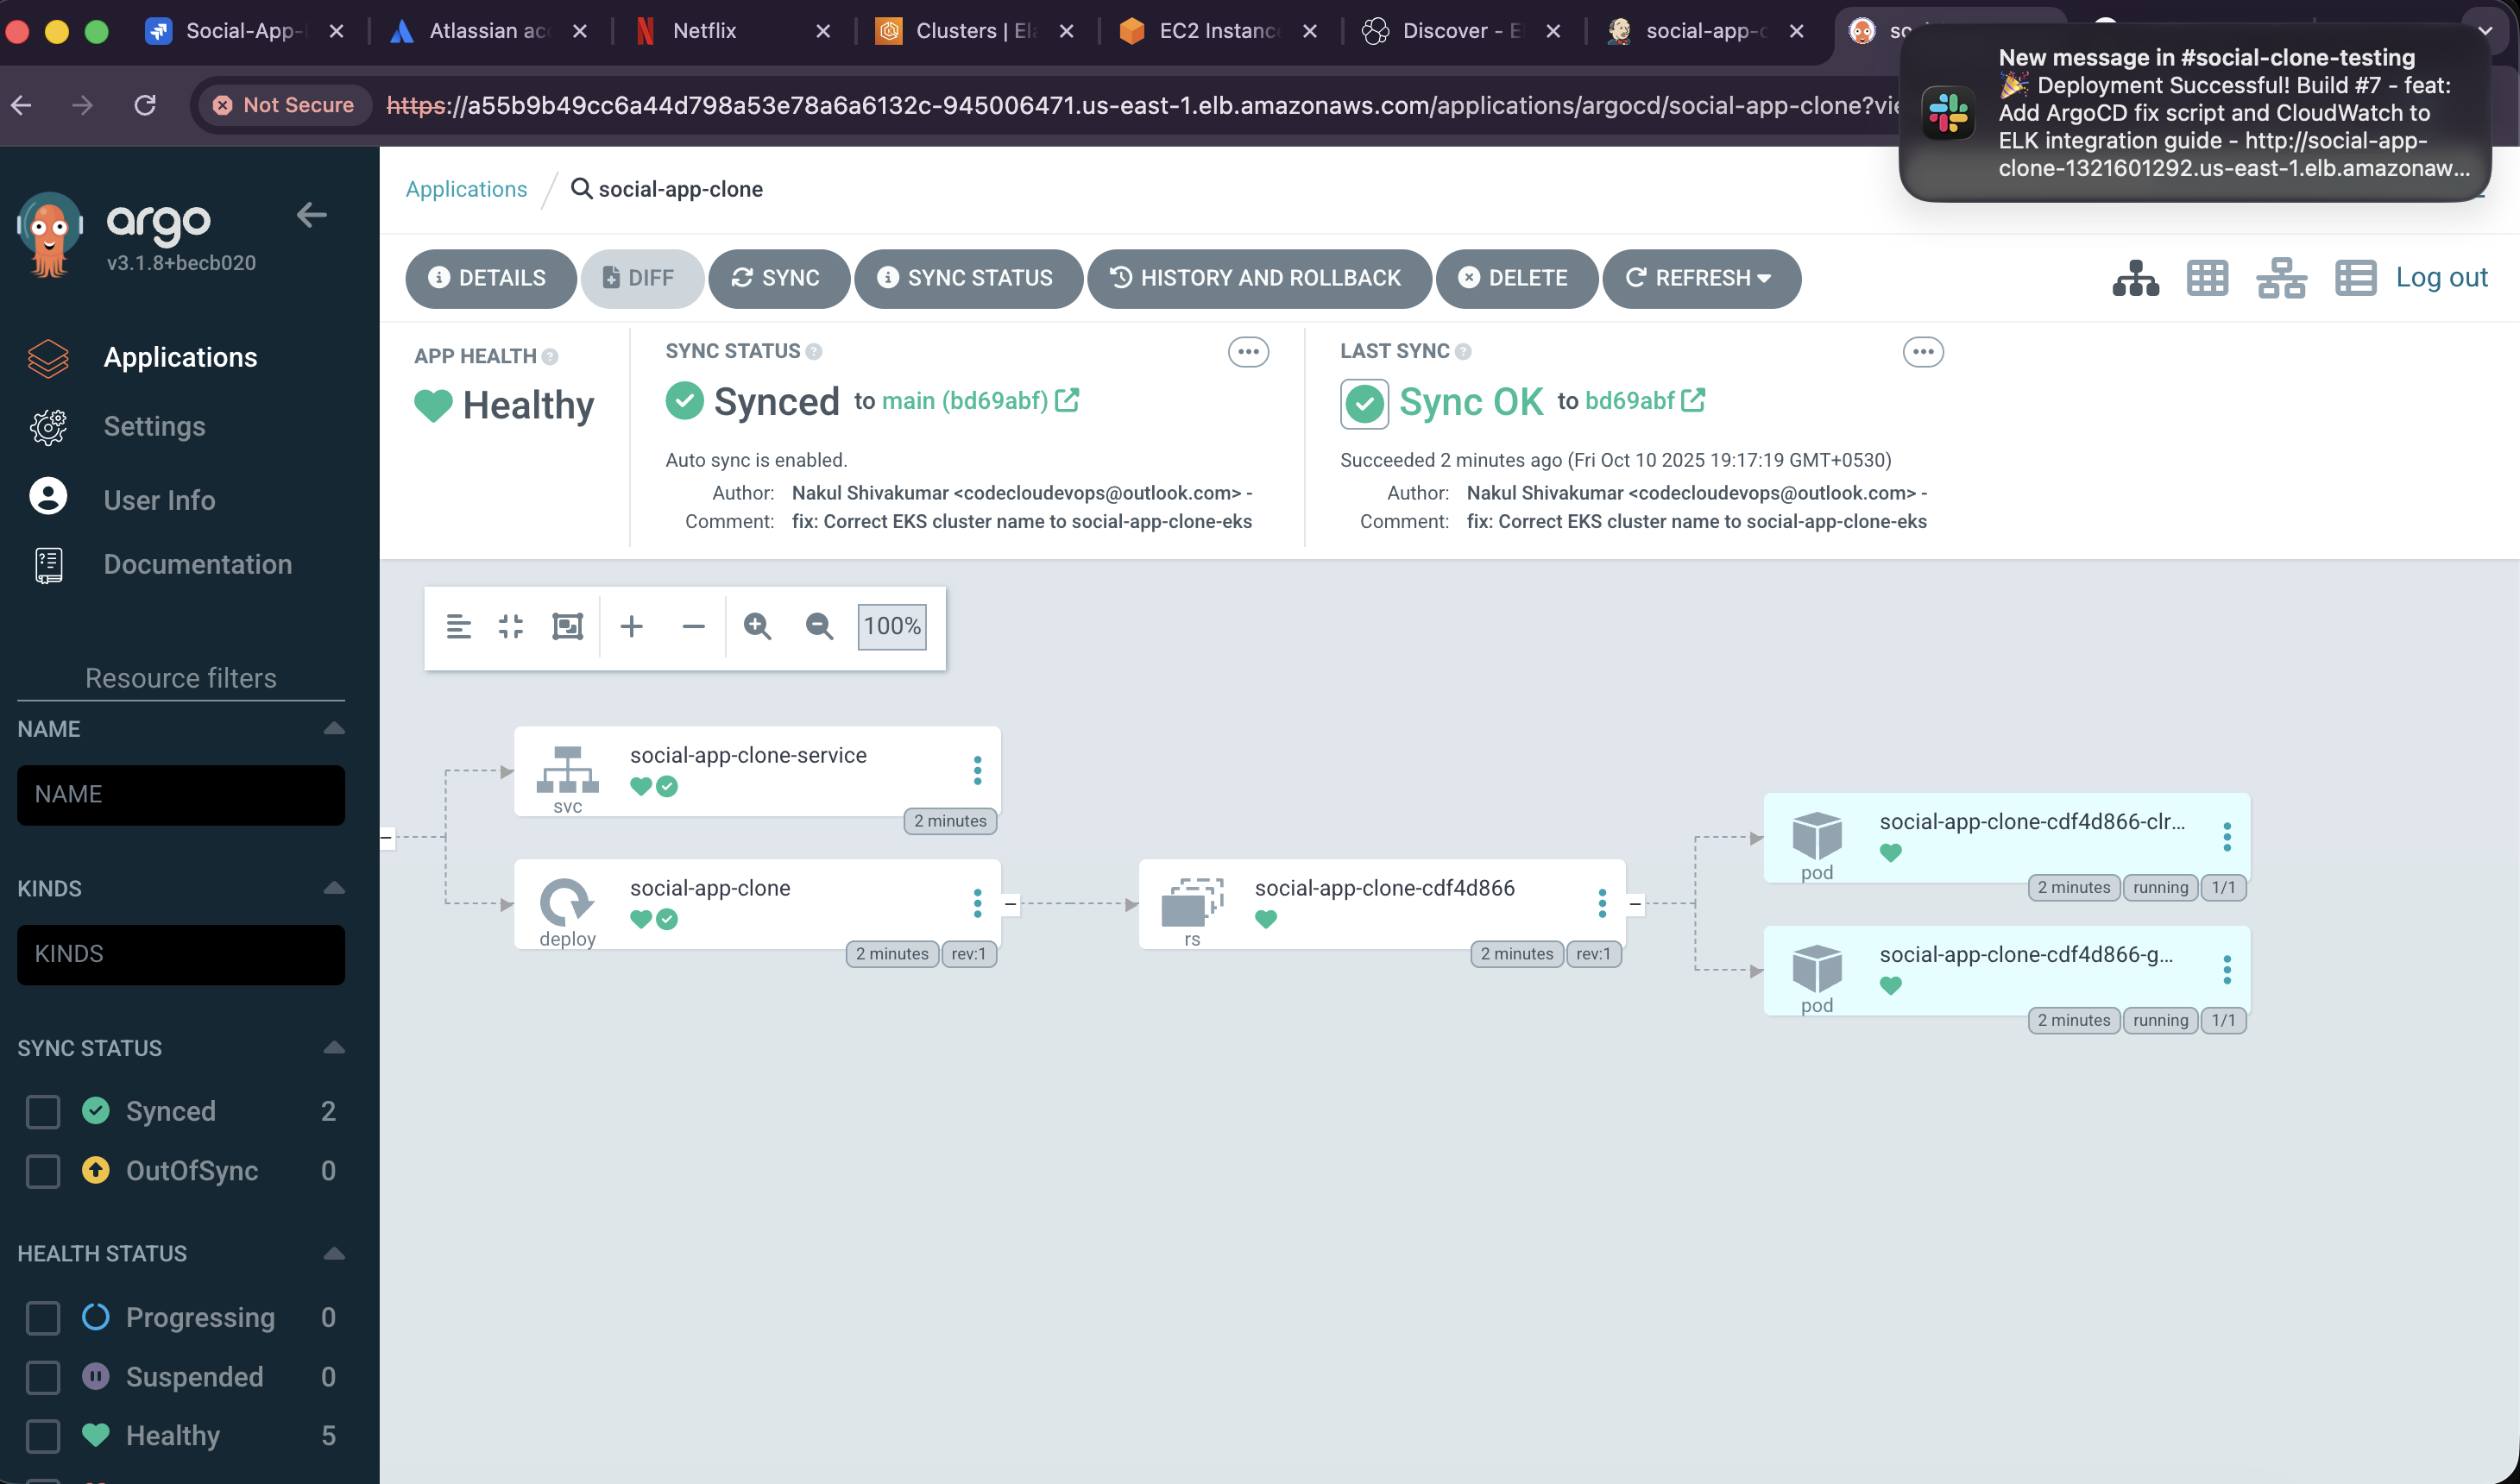 Social-App-
Atlassian acc
Netflix
Clusters | Ela
EC2 Instanc
Discover - E
social-app-c
so
New message in #social-clone-testing
🎉 Deployment Successful! Build #7 - feat:
Add ArgoCD fix script and CloudWatch to
ELK integration guide - http://social-app-
clone-1321601292.us-east-1.elb.amazonaw...
Not Secure
https://a55b9b49cc6a44d798a53e78a6a6132c-945006471.us-east-1.elb.amazonaws.com/applications/argocd/social-app-clone?vie
argo
v3.1.8+becb020
Applications
Settings
User Info
Documentation
Resource filters
NAME
NAME
KINDS
KINDS
SYNC STATUS
Synced 2
OutOfSync 0
HEALTH STATUS
Progressing 0
Suspended 0
Healthy 5
Applications / social-app-clone
DETAILS DIFF SYNC SYNC STATUS HISTORY AND ROLLBACK DELETE REFRESH
Log out
APP HEALTH
Healthy
SYNC STATUS
Synced to main (bd69abf)
Auto sync is enabled.
Author: Nakul Shivakumar <codecloudevops@outlook.com> -
Comment: fix: Correct EKS cluster name to social-app-clone-eks
LAST SYNC
Sync OK to bd69abf
Succeeded 2 minutes ago (Fri Oct 10 2025 19:17:19 GMT+0530)
Author: Nakul Shivakumar <codecloudevops@outlook.com> -
Comment: fix: Correct EKS cluster name to social-app-clone-eks
100%
social-app-clone-service
svc
2 minutes
social-app-clone
deploy
2 minutes rev:1
social-app-clone-cdf4d866
rs
2 minutes rev:1
social-app-clone-cdf4d866-clr...
pod
2 minutes running 1/1
social-app-clone-cdf4d866-g...
pod
2 minutes running 1/1